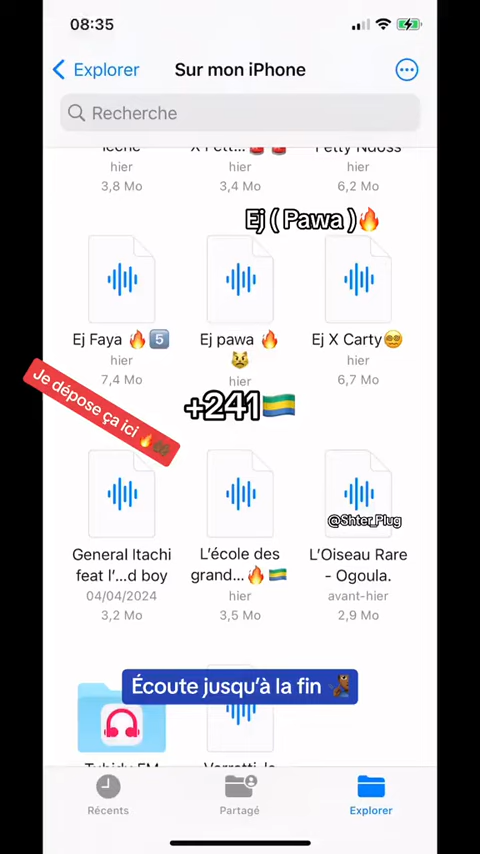 08:35
Explorer
Sur mon iPhone
Recherche
hier
hier
hier
3,8 Mo
3,4 Mo
6,2 Mo
Ej ( Pawa )🔥
Ej Faya 🔥5️⃣
Ej pawa 🔥
😼
Ej X Carty😵‍💫
hier
hier
hier
7,4 Mo
6,7 Mo
+241🇬🇦
Je dépose ça ici 🔥
@Shter_Plug
General Itachi
feat l’...d boy
L’école des
grand...🔥 🇬🇦
L’Oiseau Rare
- Ogoula.
04/04/2024
hier
avant-hier
3,2 Mo
3,5 Mo
2,9 Mo
Écoute jusqu’à la fin
Récents
Partagé
Explorer